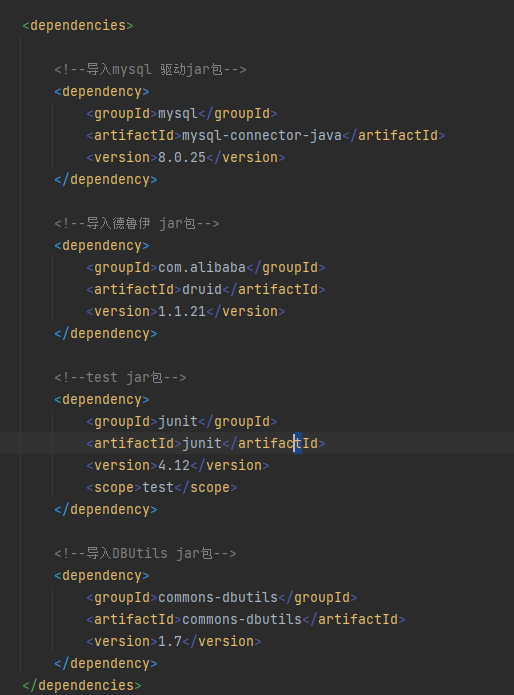 <dependencies>
<!--导入mysql 驱动jar包-->
<dependency>
<groupId>mysql</groupId>
<artifactId>mysql-connector-java</artifactId>
<version>8.0.25</version>
</dependency>
<!--导入德鲁伊 jar包-->
<dependency>
<groupId>com.alibaba</groupId>
<artifactId>druid</artifactId>
<version>1.1.21</version>
</dependency>
<!--test jar包-->
<dependency>
<groupId>junit</groupId>
<artifactId>junit</artifactId>
<version>4.12</version>
<scope>test</scope>
</dependency>
<!--导入DBUtils jar包-->
<dependency>
<groupId>commons-dbutils</groupId>
<artifactId>commons-dbutils</artifactId>
<version>1.7</version>
</dependency>
</dependencies>